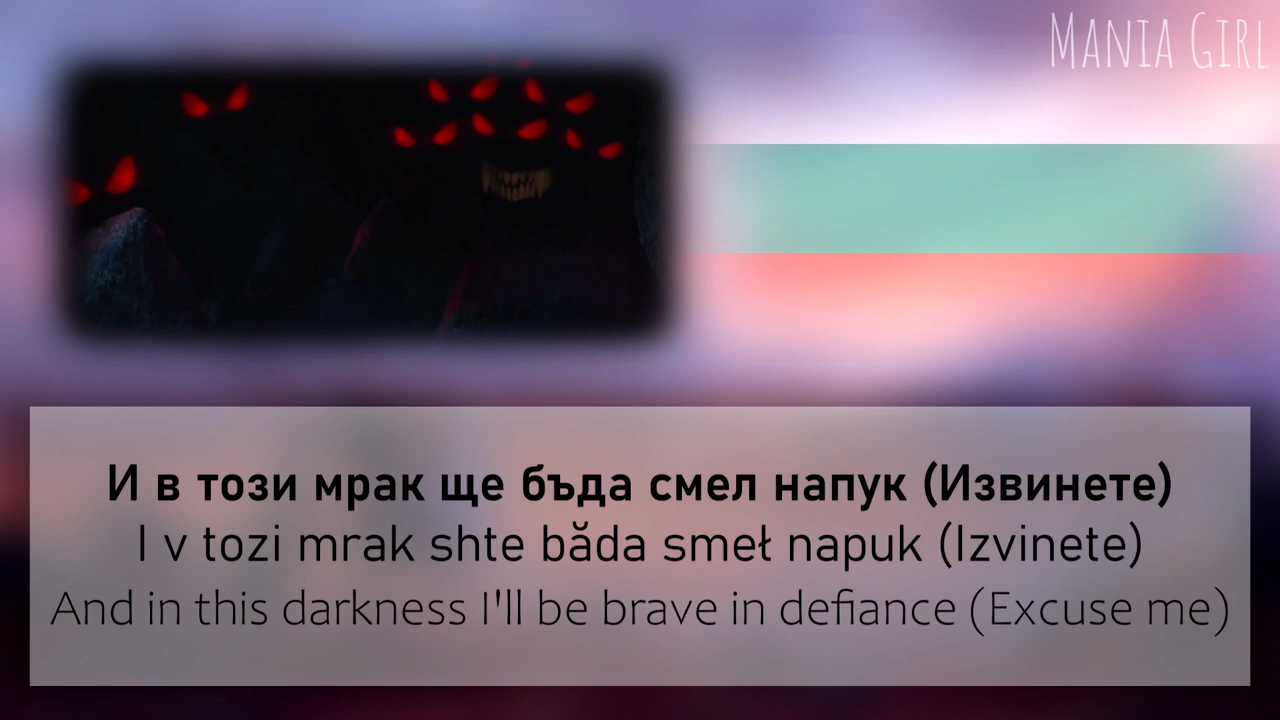 Mania Girl
И в този мрак ще бъда смел напук (Извинете)
I v tozi mrak shte băda smeł napuk (Izvinete)
And in this darkness I'll be brave in defiance (Excuse me)